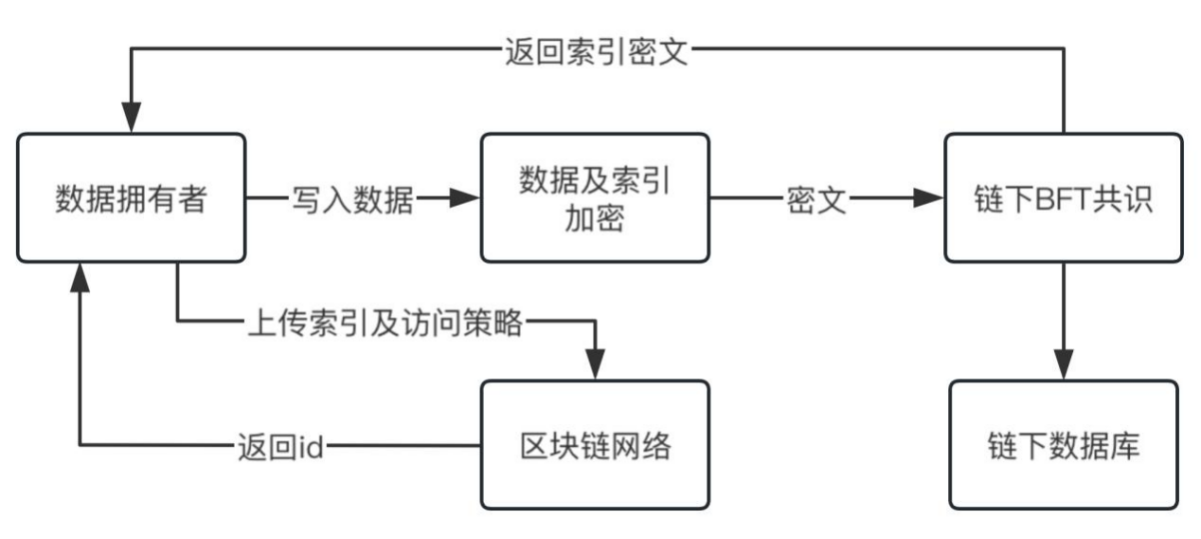 返回索引密文
数据拥有者
写入数据
数据及索引
加密
密文
链下BFT共识
上传索引及访问策略
返回id
区块链网络
链下数据库